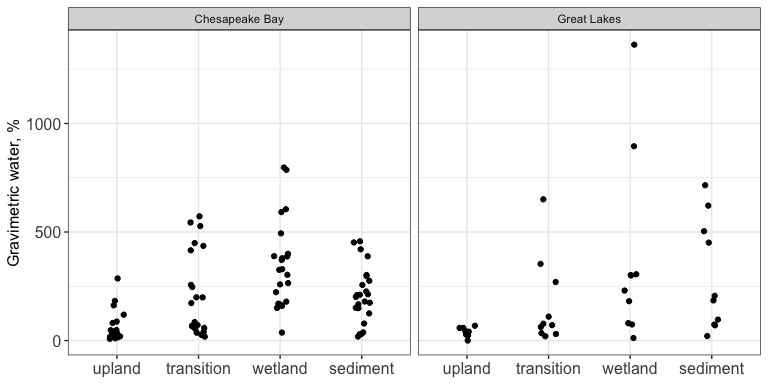 Chesapeake Bay
Great Lakes
Gravimetric water, %
1000
500
0
upland transition wetland sediment
upland transition wetland sediment